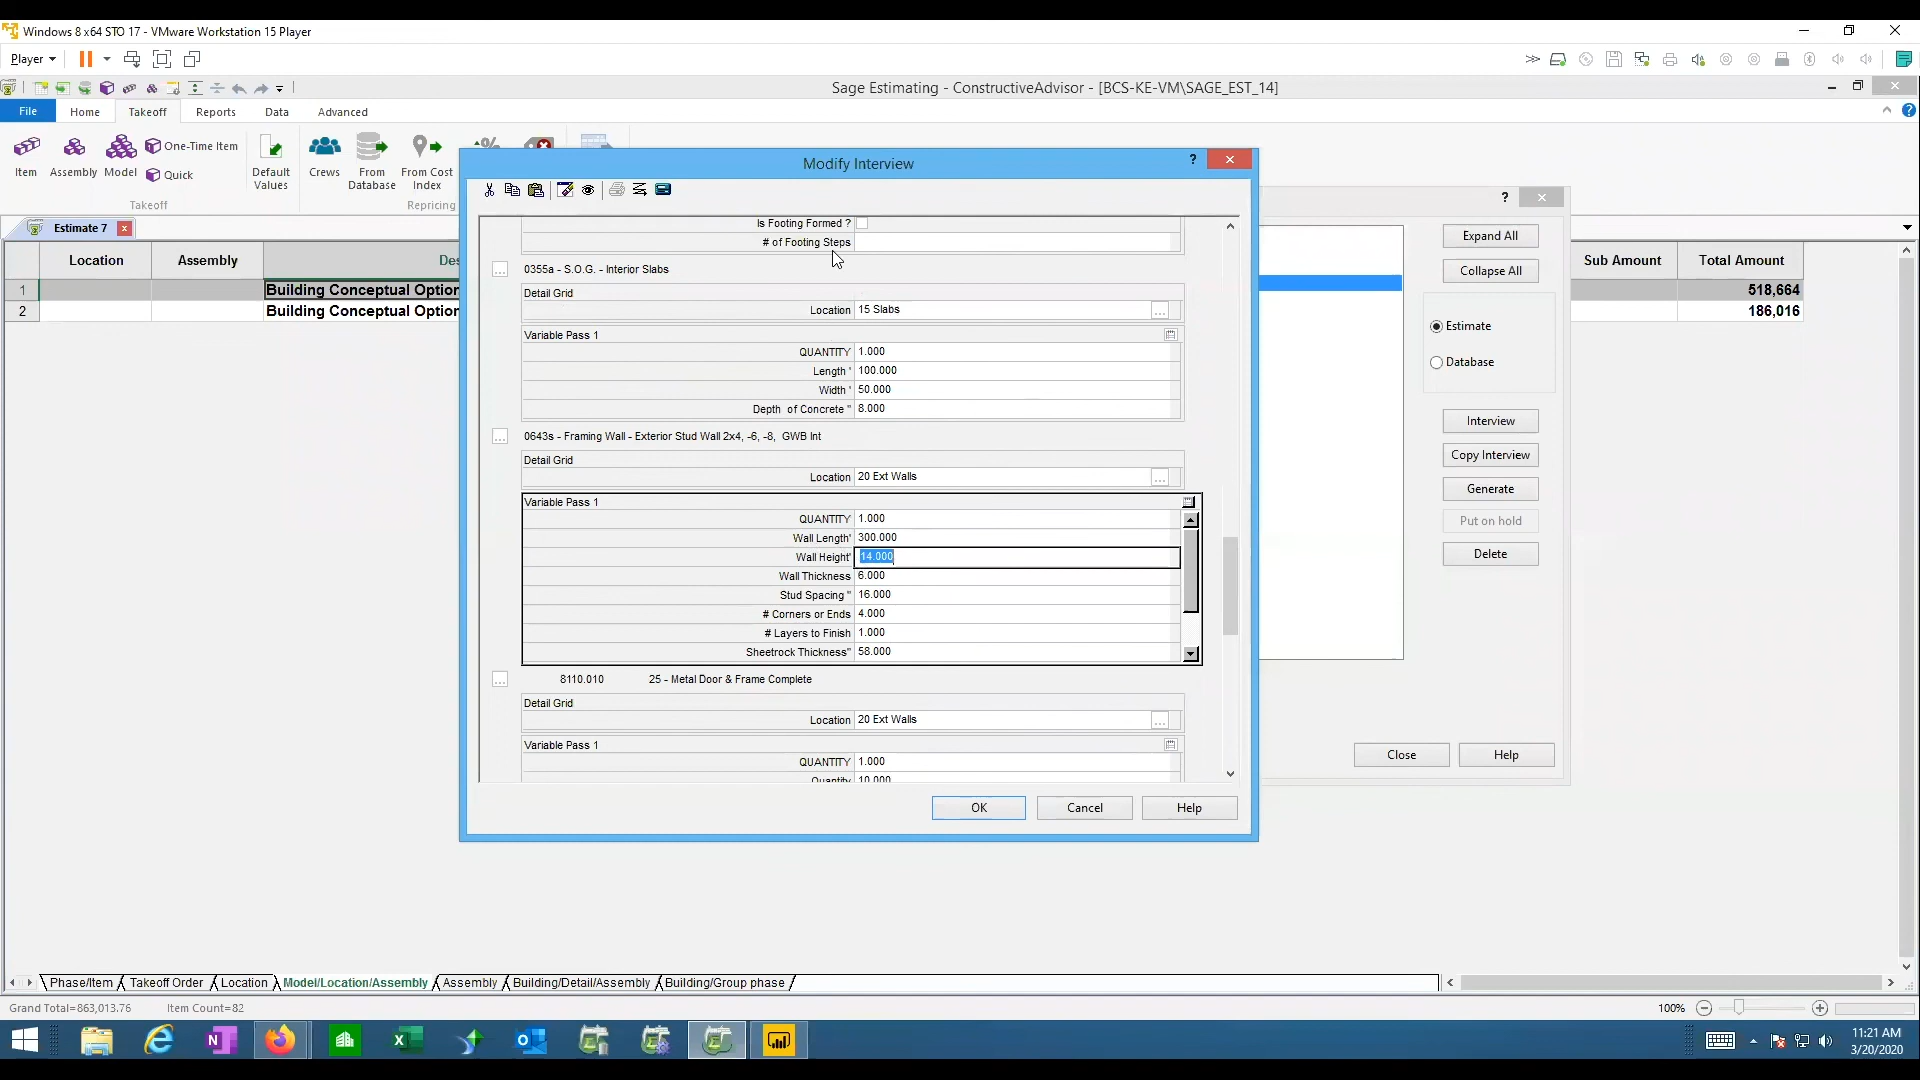 Windows 8 x64 STO 17 - VMware Workstation 15 Player
Player
Sage Estimating - ConstructiveAdvisor - [BCS-KE-VM\SAGE_EST_14]
File Home Takeoff Reports Data Advanced
One-Time Item
Quick
Item Assembly Model
Default Values
Crews
From Database
From Cost Index
Takeoff
Repricing
Estimate 7
Location Assembly Des Sub Amount Total Amount
1 Building Conceptual Option 518,664
2 Building Conceptual Option 186,016
Modify Interview
Is Footing Formed ?
# of Footing Steps
0355a - S.O.G. - Interior Slabs
Detail Grid
Location 15 Slabs
Variable Pass 1
QUANTITY 1.000
Length ' 100.000
Width ' 50.000
Depth of Concrete " 8.000
0643s - Framing Wall - Exterior Stud Wall 2x4, -6, -8, GWB Int
Detail Grid
Location 20 Ext Walls
Variable Pass 1
QUANTITY 1.000
Wall Length' 300.000
Wall Height' 14.000
Wall Thickness 6.000
Stud Spacing " 16.000
# Corners or Ends 4.000
# Layers to Finish 1.000
Sheetrock Thickness" 58.000
8110.010 25 - Metal Door & Frame Complete
Detail Grid
Location 20 Ext Walls
Variable Pass 1
QUANTITY 1.000
Quantity 10.000
OK Cancel Help
Expand All
Collapse All
Estimate
Database
Interview
Copy Interview
Generate
Put on hold
Delete
Close Help
Phase/Item Takeoff Order Location Model/Location/Assembly Assembly Building/Detail/Assembly Building/Group phase
Grand Total=863,013.76 Item Count=82
100%
11:21 AM
3/20/2020